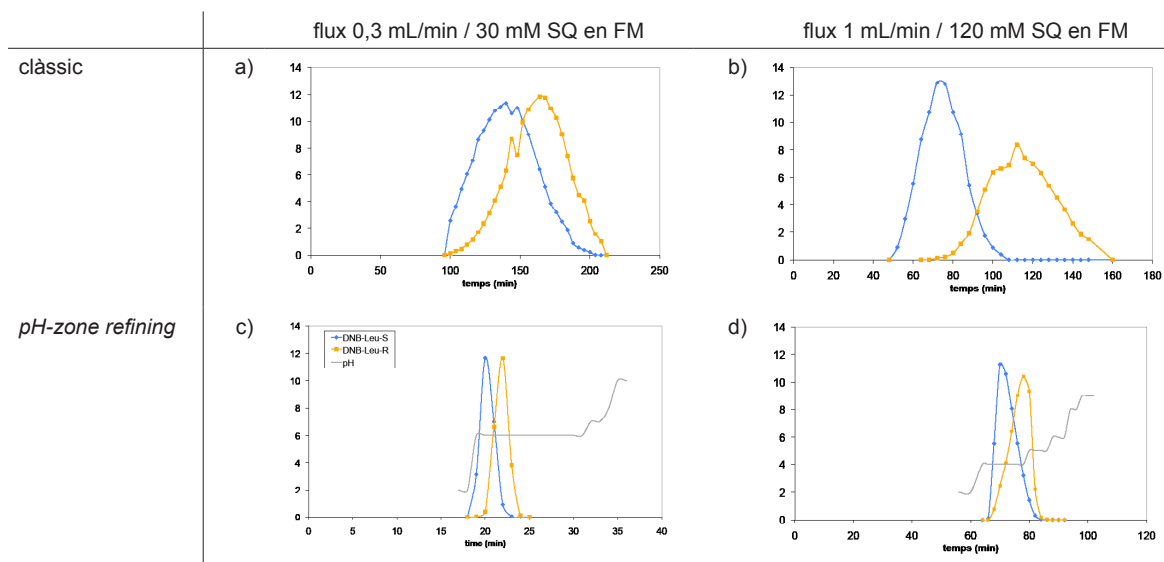 flux 0,3 mL/min / 30 mM SQ en FM
flux 1 mL/min / 120 mM SQ en FM
clàssic
a)
14
12
10
8
6
4
2
0
0 50 100 150 200 250
temps (min)
b)
14
12
10
8
6
4
2
0
0 20 40 60 80 100 120 140 160 180
temps (min)
pH-zone refining
c)
14
12
10
8
6
4
2
0
DNB-Leu-S
DNB-Leu-R
pH
0 5 10 15 20 25 30 35 40
time (min)
d)
14
12
10
8
6
4
2
0
0 20 40 60 80 100 120
temps (min)